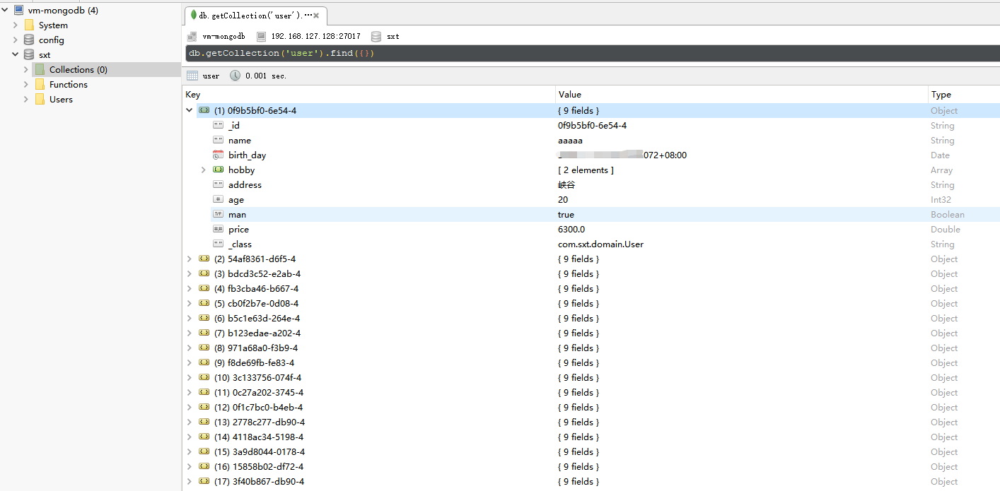 vm-mongodb (4)
System
config
sxt
Collections (0)
Functions
Users
db.getCollection('user').···
vm-mongodb 192.168.127.128:27017 sxt
db.getCollection('user').find({})
user 0.001 sec.
Key Value Type
(1) 0f9b5bf0-6e54-4 { 9 fields } Object
_id 0f9b5bf0-6e54-4 String
name aaaaa String
birth_day 072+08:00 Date
hobby [ 2 elements ] Array
address 峡谷 String
age 20 Int32
man true Boolean
price 6300.0 Double
_class com.sxt.domain.User String
(2) 54af8361-d6f5-4 { 9 fields } Object
(3) bdcd3c52-e2ab-4 { 9 fields } Object
(4) fb3cba46-b667-4 { 9 fields } Object
(5) cb0f2b7e-0d08-4 { 9 fields } Object
(6) b5c1e63d-264e-4 { 9 fields } Object
(7) b123edae-a202-4 { 9 fields } Object
(8) 971a68a0-f3b9-4 { 9 fields } Object
(9) f8de69fb-fe83-4 { 9 fields } Object
(10) 3c133756-074f-4 { 9 fields } Object
(11) 0c27a202-3745-4 { 9 fields } Object
(12) 0f1c7bc0-b4eb-4 { 9 fields } Object
(13) 2778c277-db90-4 { 9 fields } Object
(14) 4118ac34-5198-4 { 9 fields } Object
(15) 3a9d8044-0178-4 { 9 fields } Object
(16) 15858b02-df72-4 { 9 fields } Object
(17) 3f40b867-db90-4 { 9 fields } Object